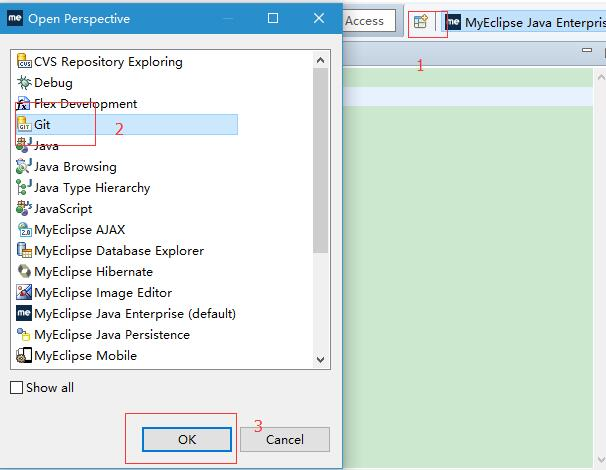 me Open Perspective
Access
MyEclipse Java Enterpris
1
CVS Repository Exploring
Debug
Flex Development
Git
2
Java
Java Browsing
Java Type Hierarchy
JavaScript
MyEclipse AJAX
MyEclipse Database Explorer
MyEclipse Hibernate
MyEclipse Image Editor
me MyEclipse Java Enterprise (default)
MyEclipse Java Persistence
MyEclipse Mobile
Show all
3
OK
Cancel